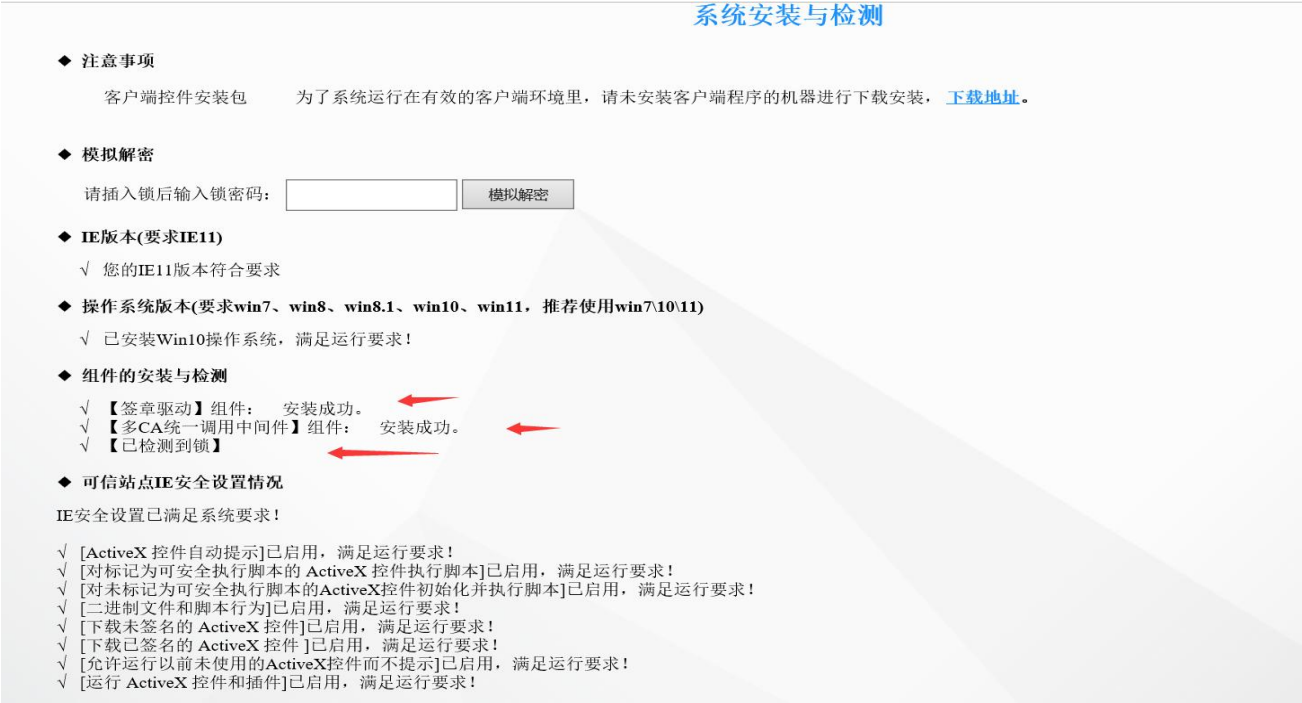 系统安装与检测
◆ 注意事项
客户端控件安装包 为了系统运行在有效的客户端环境里，请未安装客户端程序的机器进行下载安装， 下载地址。
◆ 模拟解密
请插入锁后输入锁密码： 模拟解密
◆ IE版本(要求IE11)
√ 您的IE11版本符合要求
◆ 操作系统版本(要求win7、win8、win8.1、win10、win11，推荐使用win7\10\11)
√ 已安装Win10操作系统，满足运行要求！
◆ 组件的安装与检测
√ 【签章驱动】组件： 安装成功。
√ 【多CA统一调用中间件】组件： 安装成功。
√ 【已检测到锁】
◆ 可信站点IE安全设置情况
IE安全设置已满足系统要求！
√ [ActiveX 控件自动提示]已启用，满足运行要求！
√ [对标记为可安全执行脚本的 ActiveX 控件执行脚本]已启用，满足运行要求！
√ [对未标记为可安全执行脚本的ActiveX控件初始化并执行脚本]已启用，满足运行要求！
√ [二进制文件和脚本行为]已启用，满足运行要求！
√ [下载未签名的 ActiveX 控件]已启用，满足运行要求！
√ [下载已签名的 ActiveX 控件 ]已启用，满足运行要求！
√ [允许运行以前未使用的ActiveX控件而不提示]已启用，满足运行要求！
√ [运行 ActiveX 控件和插件]已启用，满足运行要求！